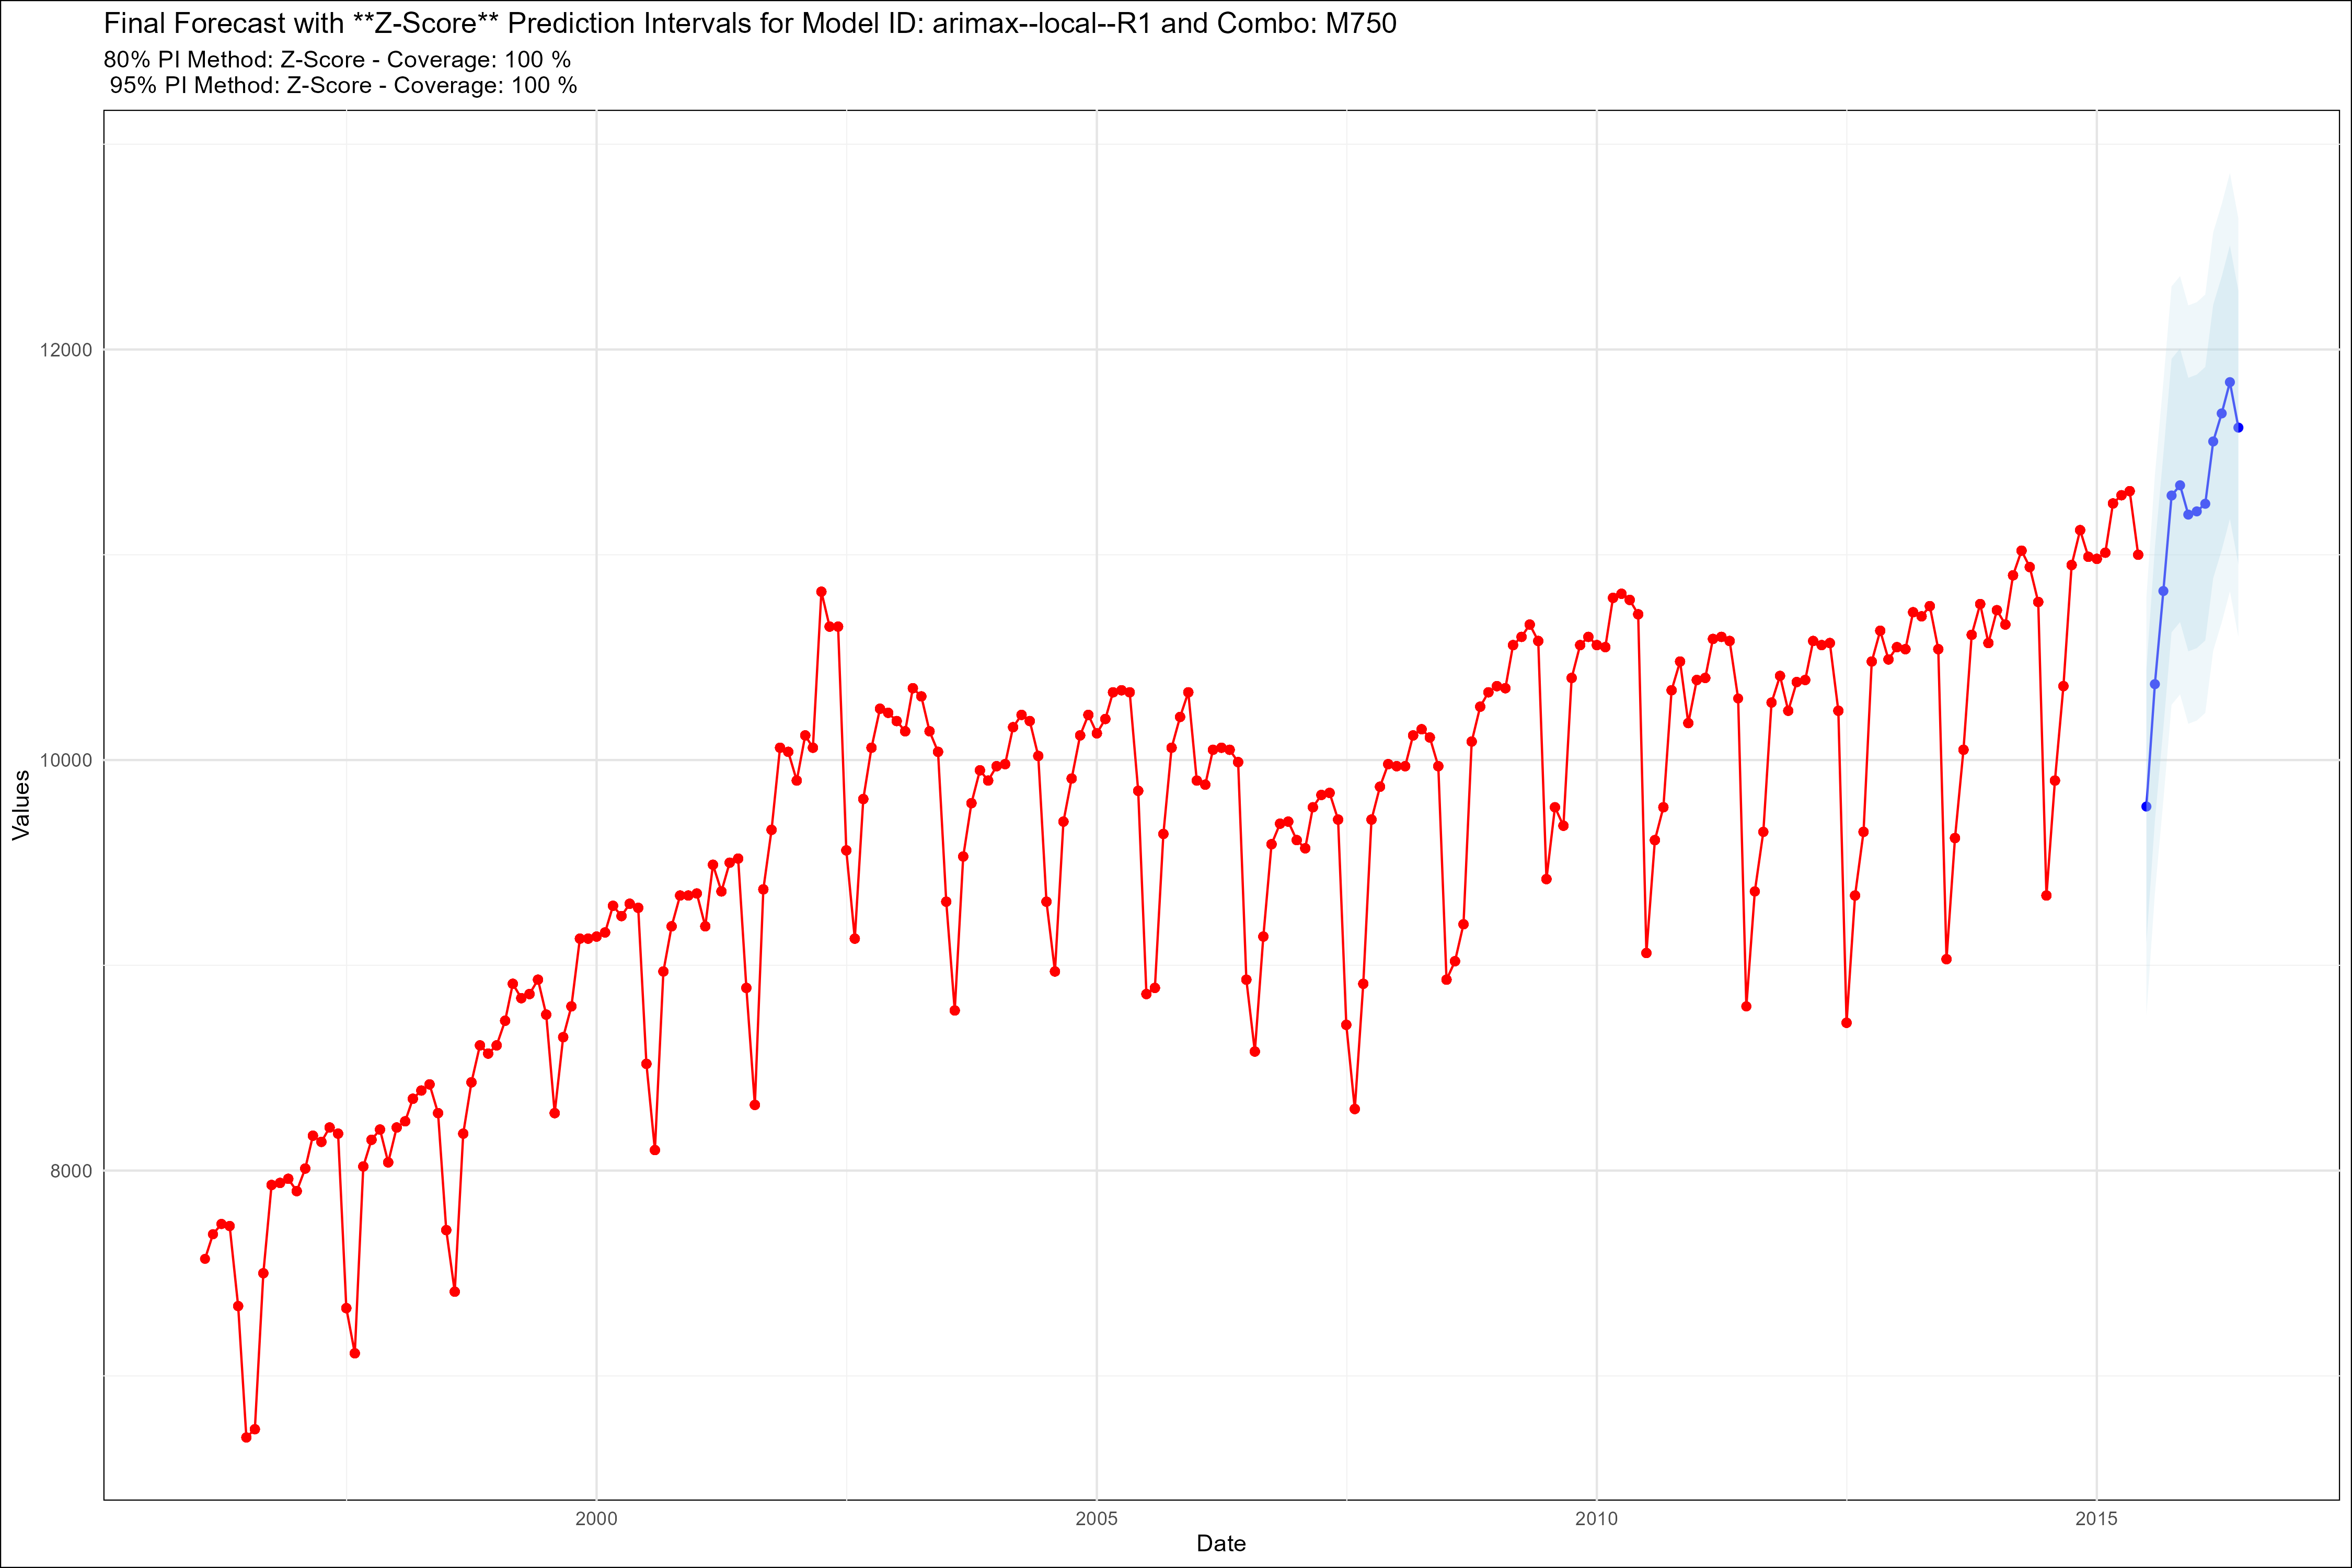 Final Forecast with **Z-Score** Prediction Intervals for Model ID: arimax--local--R1 and Combo: M750
80% PI Method: Z-Score - Coverage: 100 %
95% PI Method: Z-Score - Coverage: 100 %
12000
10000
8000
Values
2000
2005
2010
2015
Date